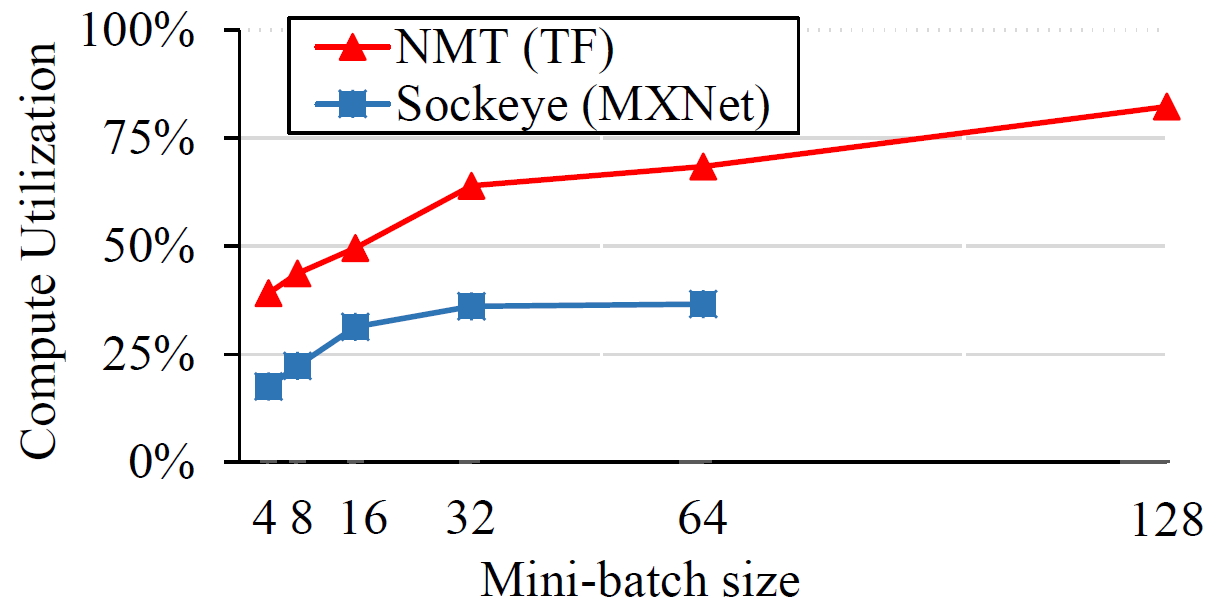 100%
NMT (TF)
Sockeye (MXNet)
75%
50%
25%
0%
Compute Utilization
4 8 16 32 64 128
Mini-batch size